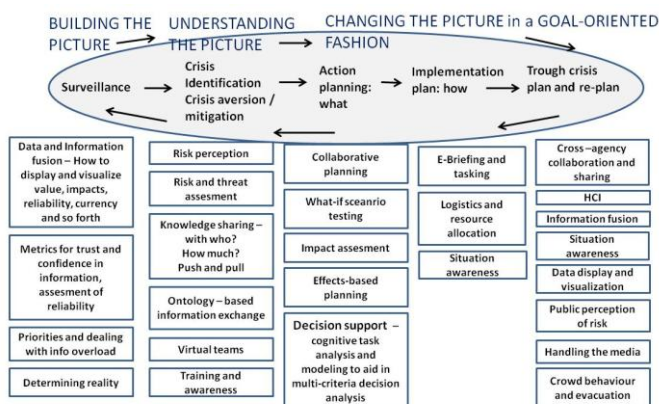 BUILDING THE
PICTURE
UNDERSTANDING
THE PICTURE
CHANGING THE PICTURE in a GOAL-ORIENTED
FASHION
Surveillance
Crisis
Identification
Crisis aversion /
mitigation
Action
planning:
what
Implementation
plan: how
Trough crisis
plan and re-plan
Data and Information
fusion – How to
display and visualize
value, impacts,
reliability, currency
and so forth
Metrics for trust and
confidence in
information,
assesment of
reliability
Priorities and dealing
with info overload
Determining reality
Risk perception
Risk and threat
assesment
Knowledge sharing –
with who?
How much?
Push and pull
Ontology – based
information exchange
Virtual teams
Training and
awareness
Collaborative
planning
What-if sceanrio
testing
Impact assesment
Effects-based
planning
Decision support –
cognitive task
analysis and
modeling to aid in
multi-criteria decision
analysis
E-Briefing and
tasking
Logistics and
resource
allocation
Situation
awareness
Cross –agency
collaboration and
sharing
HCI
Information fusion
Situation
awareness
Data display and
visualization
Public perception
of risk
Handling the media
Crowd behaviour
and evacuation